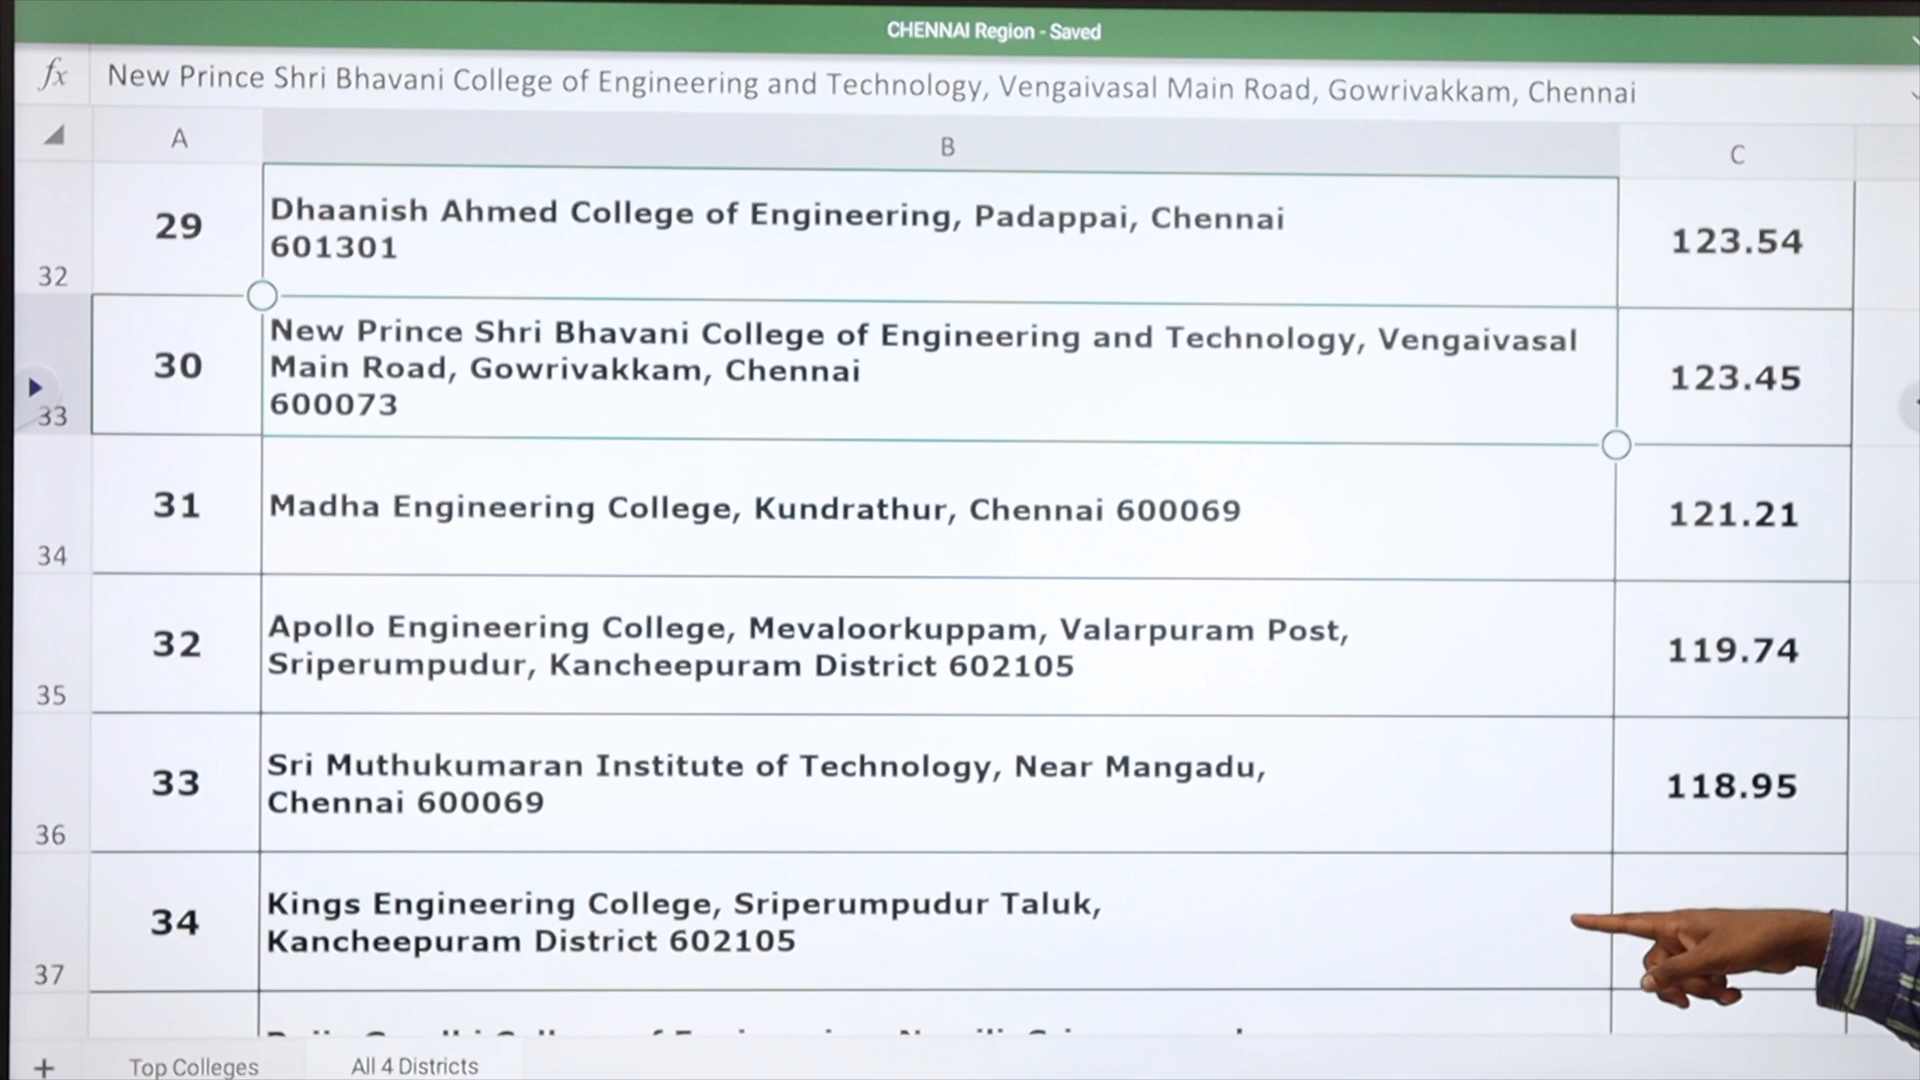 CHENNAI Region - Saved
fx New Prince Shri Bhavani College of Engineering and Technology, Vengaivasal Main Road, Gowrivakkam, Chennai
A B C
32 29 Dhaanish Ahmed College of Engineering, Padappai, Chennai
601301 123.54
33 30 New Prince Shri Bhavani College of Engineering and Technology, Vengaivasal
Main Road, Gowrivakkam, Chennai
600073 123.45
34 31 Madha Engineering College, Kundrathur, Chennai 600069 121.21
35 32 Apollo Engineering College, Mevaloorkuppam, Valarpuram Post,
Sriperumpudur, Kancheepuram District 602105 119.74
36 33 Sri Muthukumaran Institute of Technology, Near Mangadu,
Chennai 600069 118.95
37 34 Kings Engineering College, Sriperumpudur Taluk,
Kancheepuram District 602105
+ Top Colleges All 4 Districts